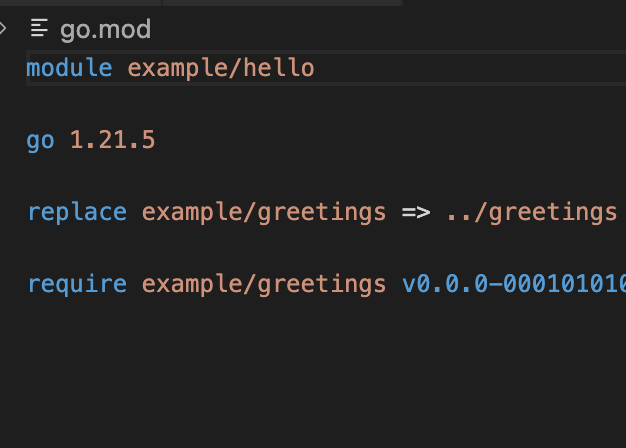 go.mod
module example/hello
go 1.21.5
replace example/greetings => ../greetings
require example/greetings v0.0.0-000101010